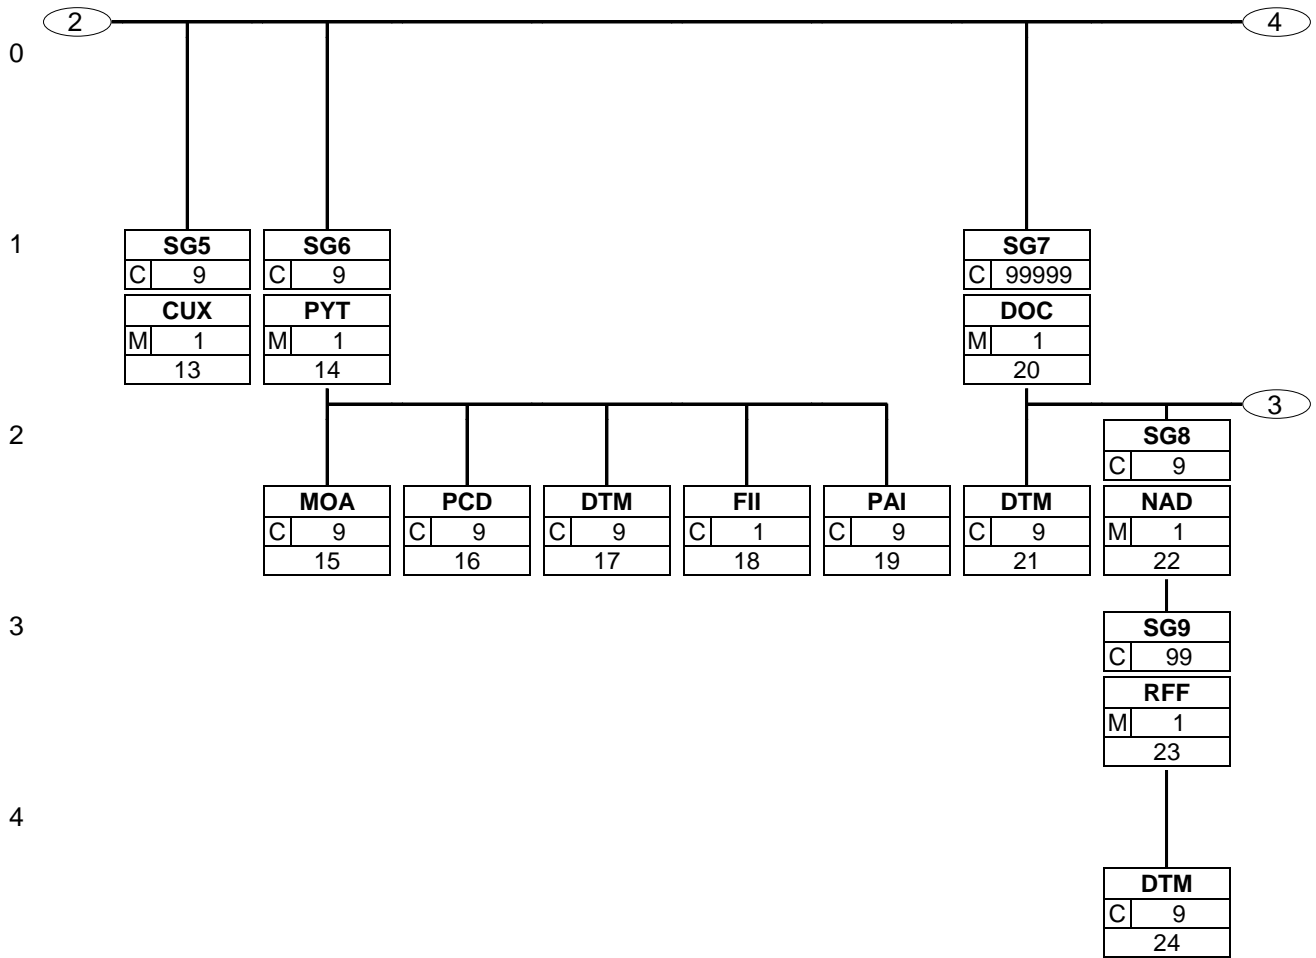 2 4
0
1
SG5 SG6 SG7
C 9 C 9 C 99999
CUX PYT DOC
M 1 M 1 M 1
13 14 20
3
2
SG8
C 9
MOA PCD DTM FII PAI DTM NAD
C 9 C 9 C 9 C 1 C 9 C 9 M 1
15 16 17 18 19 21 22
3
SG9
C 99
RFF
M 1
23
4
DTM
C 9
24